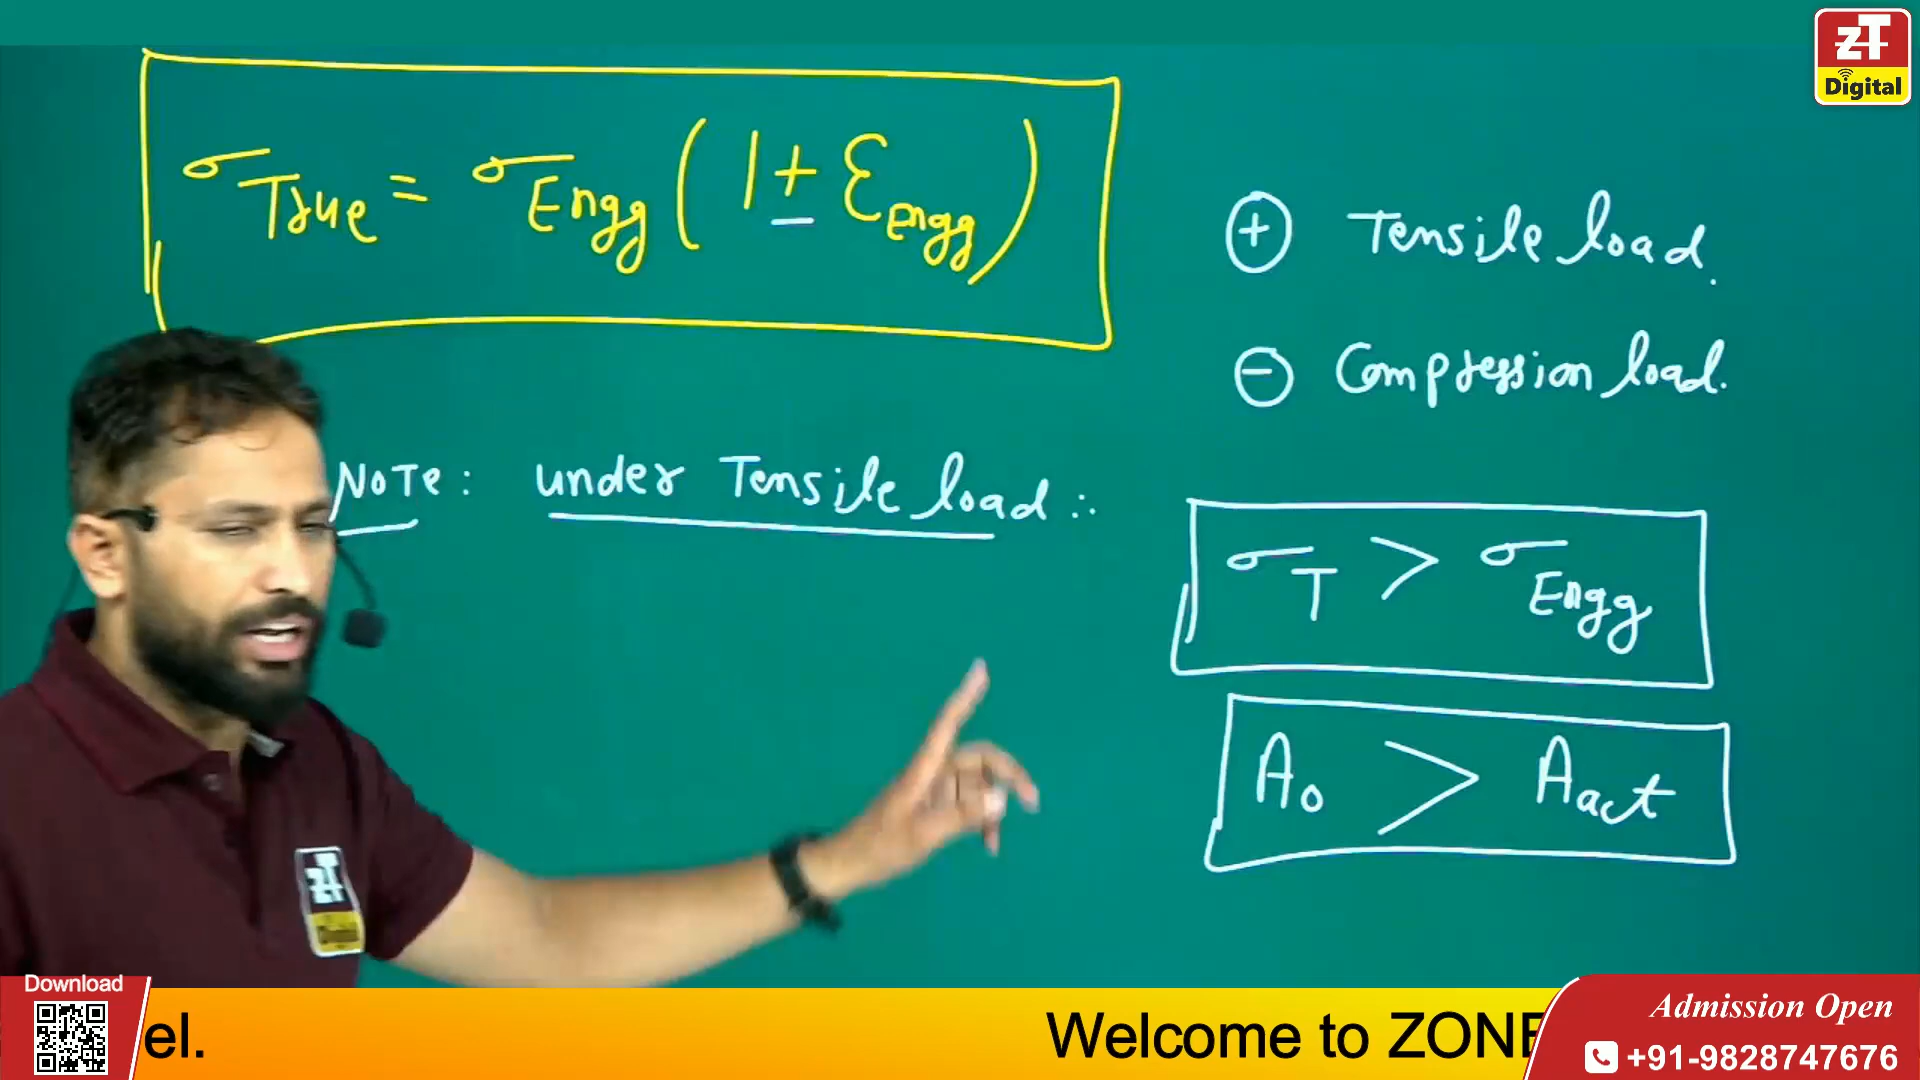 zT
Digital
σTrue = σEngg ( 1 ± εengg )
⊕ Tensile load.
⊖ Compression load.
NOTe : under Tensile load :.
σT > σEngg
A0 > Aact
zT
Download
el.
Welcome to ZONE
Admission Open
+91-9828747676